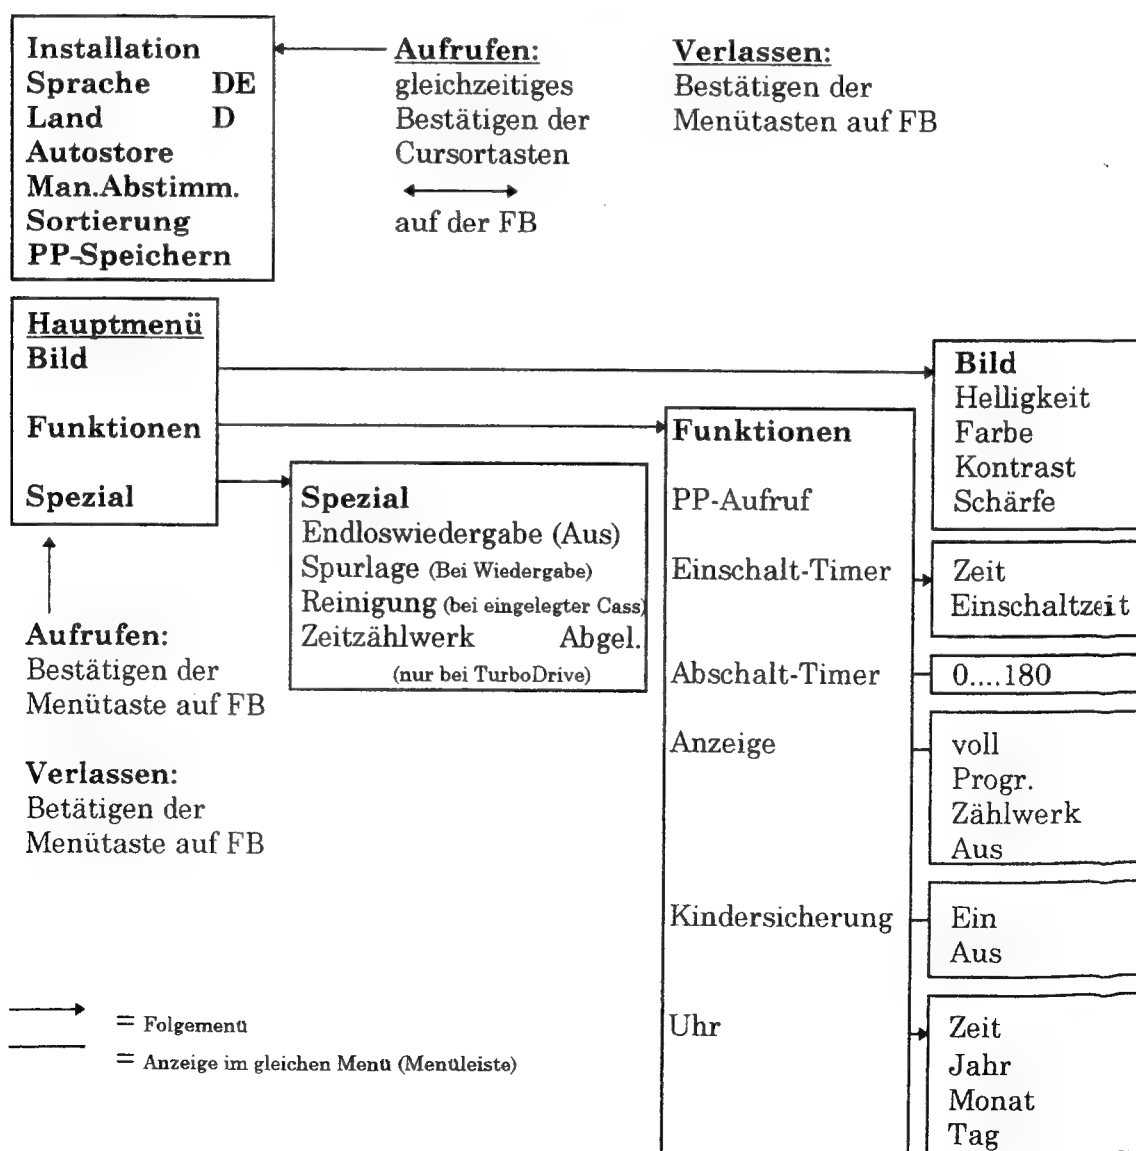 Installation
Sprache DE
Land D
Autostore
Man.Abstimm.
Sortierung
PP-Speichern
Aufrufen:
gleichzeitiges
Bestätigen der
Cursortasten
auf der FB
Verlassen:
Bestätigen der
Menütasten auf FB
Hauptmenü
Bild
Funktionen
Spezial
Aufrufen:
Bestätigen der
Menütaste auf FB
Verlassen:
Betätigen der
Menütaste auf FB
Spezial
Endloswiedergabe (Aus)
Spurlage (Bei Wiedergabe)
Reinigung (bei eingelegter Cass)
Zeitzählwerk Abgel.
(nur bei TurboDrive)
Funktionen
PP-Aufruf
Einschalt-Timer
Abschalt-Timer
Anzeige
Kindersicherung
Uhr
Bild
Helligkeit
Farbe
Kontrast
Schärfe
Zeit
Einschaltzeit
0....180
voll
Progr.
Zählwerk
Aus
Ein
Aus
Zeit
Jahr
Monat
Tag
= Folgemenü
= Anzeige im gleichen Menü (Menüleiste)